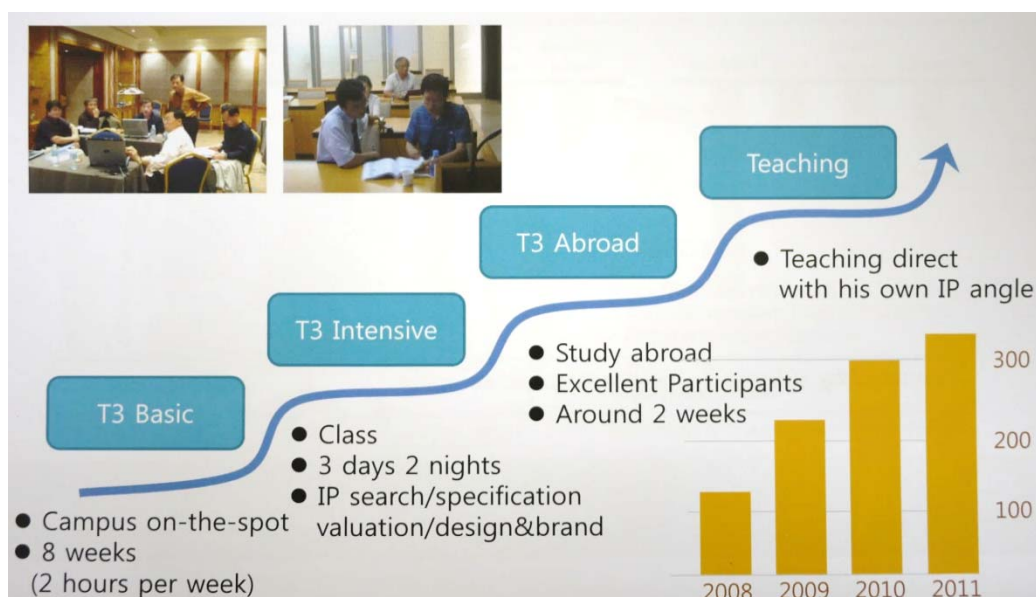 T3 Basic
● Campus on-the-spot
● 8 weeks
(2 hours per week)
T3 Intensive
● Class
● 3 days 2 nights
● IP search/specification
valuation/design&brand
T3 Abroad
● Study abroad
● Excellent Participants
● Around 2 weeks
Teaching
● Teaching direct
with his own IP angle
300
200
100
2008 2009 2010 2011